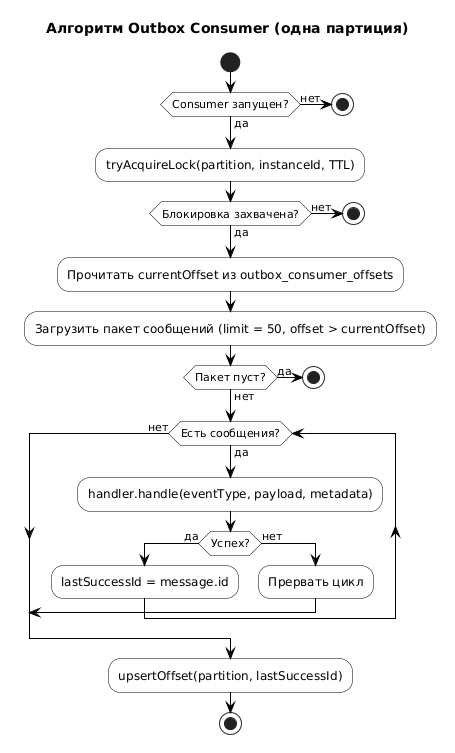 Алгоритм Outbox Consumer (одна партиция)
Consumer запущен?
нет
да
tryAcquireLock(partition, instanceId, TTL)
Блокировка захвачена?
нет
да
Прочитать currentOffset из outbox_consumer_offsets
Загрузить пакет сообщений (limit = 50, offset > currentOffset)
Пакет пуст?
да
нет
нет
Есть сообщения?
да
handler.handle(eventType, payload, metadata)
да
Успех?
нет
lastSuccessId = message.id
Прервать цикл
upsertOffset(partition, lastSuccessId)